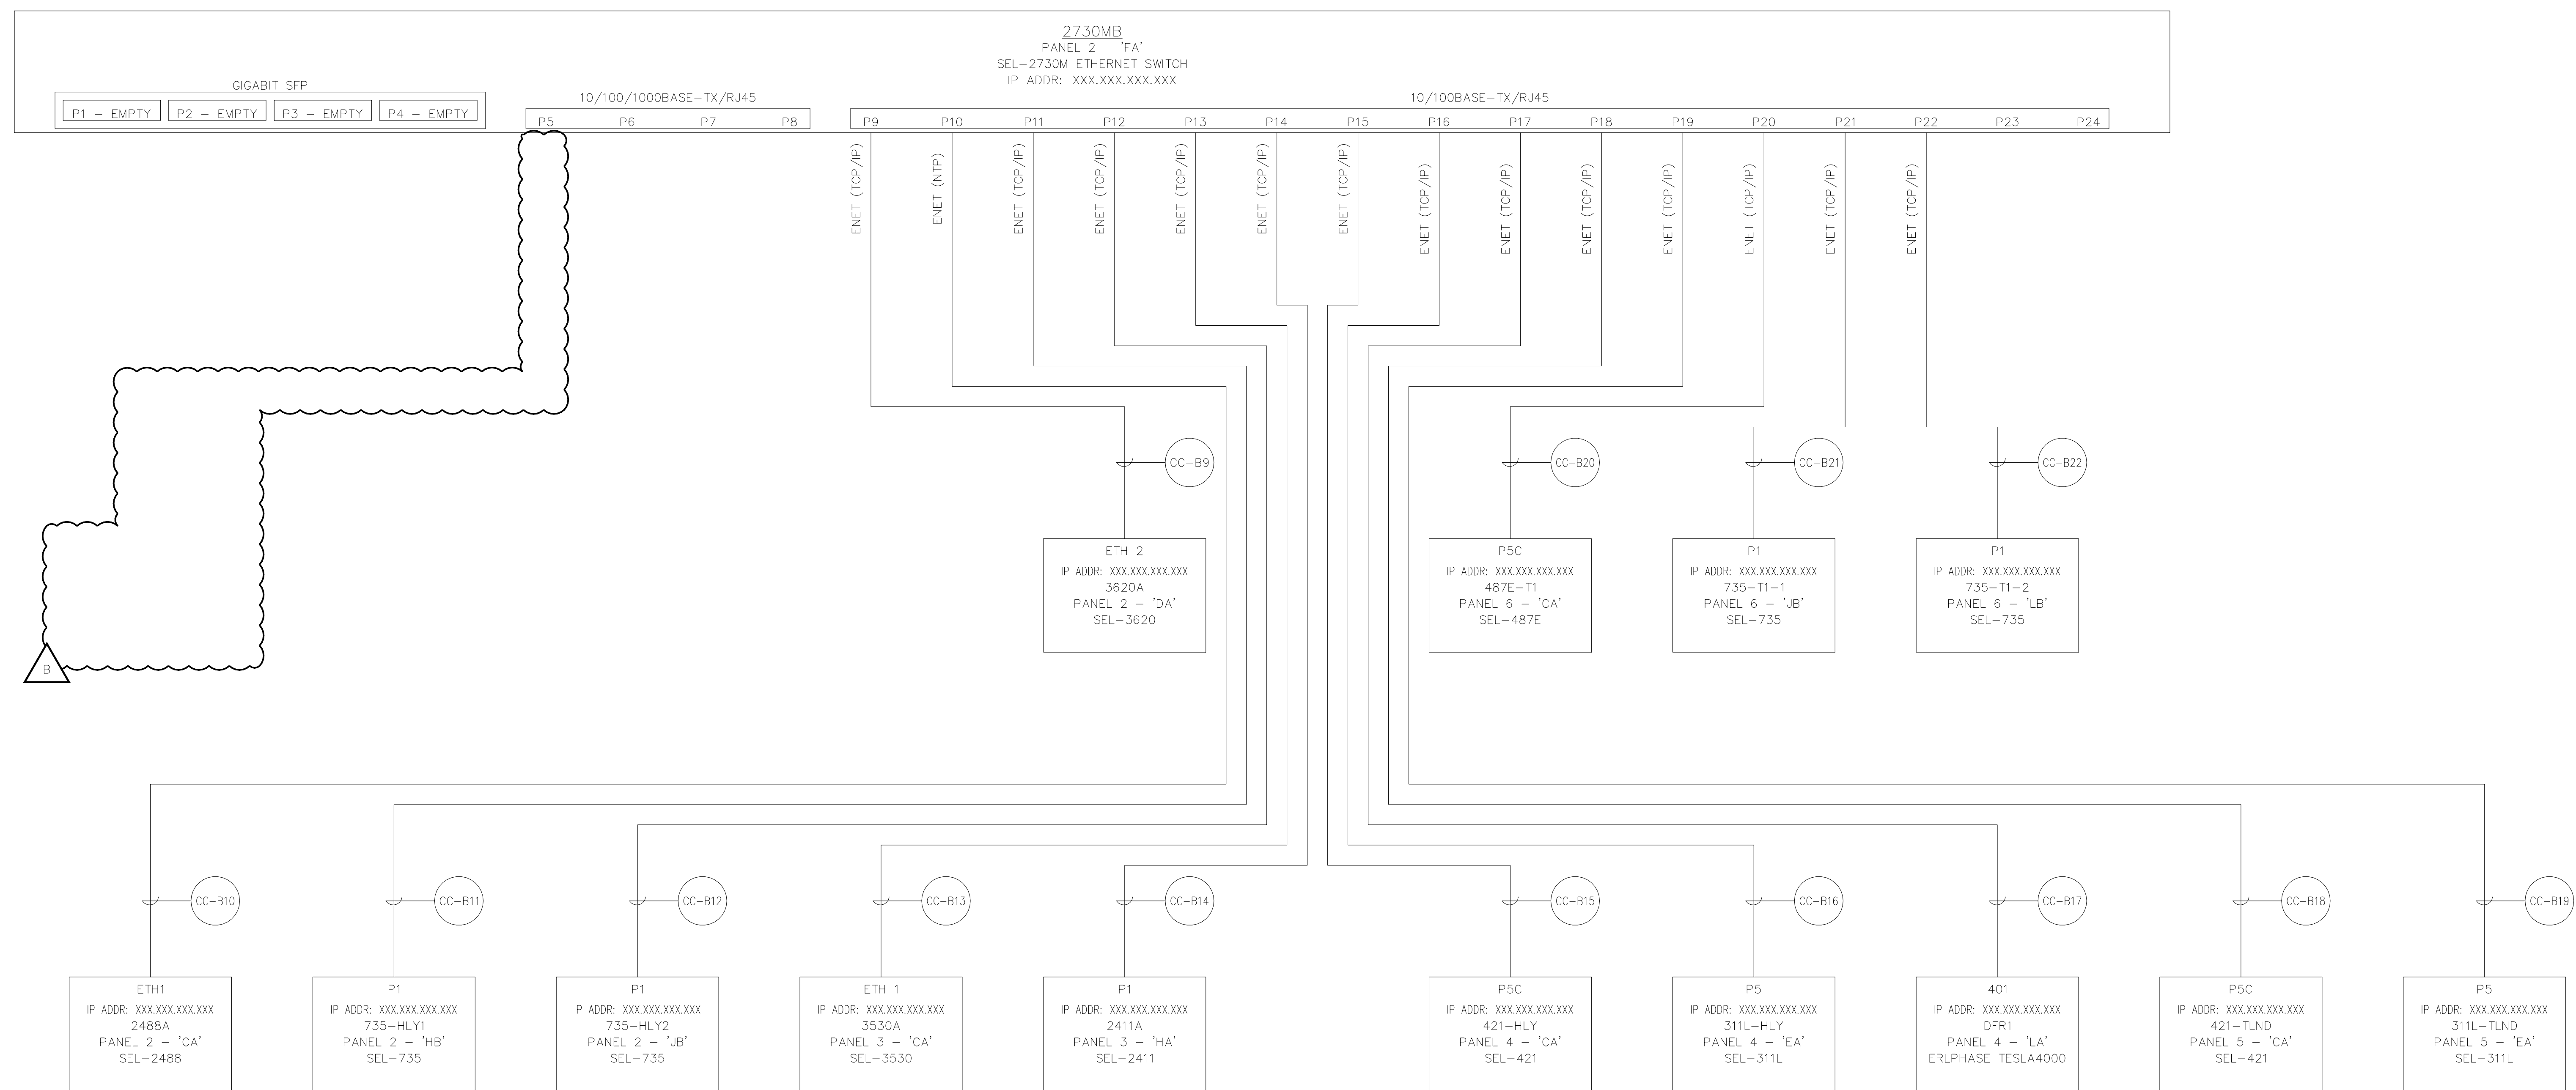 2730MB
PANEL 2 - 'FA'
SEL-2730M ETHERNET SWITCH
IP ADDR: XXX.XXX.XXX.XXX
GIGABIT SFP
P1 - EMPTY P2 - EMPTY P3 - EMPTY P4 - EMPTY
10/100/1000BASE-TX/RJ45
P5 P6 P7 P8
10/100BASE-TX/RJ45
P9 P10 P11 P12 P13 P14 P15 P16 P17 P18 P19 P20 P21 P22 P23 P24
ENET (TCP/IP)
ENET (NTP)
ENET (TCP/IP)
ENET (TCP/IP)
ENET (TCP/IP)
ENET (TCP/IP)
ENET (TCP/IP)
ENET (TCP/IP)
ENET (TCP/IP)
ENET (TCP/IP)
ENET (TCP/IP)
ENET (TCP/IP)
ENET (TCP/IP)
ENET (TCP/IP)
CC-B9
CC-B20
CC-B21
CC-B22
ETH 2
IP ADDR: XXX.XXX.XXX.XXX
3620A
PANEL 2 - 'DA'
SEL-3620
P5C
IP ADDR: XXX.XXX.XXX.XXX
487E-T1
PANEL 6 - 'CA'
SEL-487E
P1
IP ADDR: XXX.XXX.XXX.XXX
735-T1-1
PANEL 6 - 'JB'
SEL-735
P1
IP ADDR: XXX.XXX.XXX.XXX
735-T1-2
PANEL 6 - 'LB'
SEL-735
B
CC-B10
CC-B11
CC-B12
CC-B13
CC-B14
CC-B15
CC-B16
CC-B17
CC-B18
CC-B19
ETH1
IP ADDR: XXX.XXX.XXX.XXX
2488A
PANEL 2 - 'CA'
SEL-2488
P1
IP ADDR: XXX.XXX.XXX.XXX
735-HLY1
PANEL 2 - 'HB'
SEL-735
P1
IP ADDR: XXX.XXX.XXX.XXX
735-HLY2
PANEL 2 - 'JB'
SEL-735
ETH 1
IP ADDR: XXX.XXX.XXX.XXX
3530A
PANEL 3 - 'CA'
SEL-3530
P1
IP ADDR: XXX.XXX.XXX.XXX
2411A
PANEL 3 - 'HA'
SEL-2411
P5C
IP ADDR: XXX.XXX.XXX.XXX
421-HLY
PANEL 4 - 'CA'
SEL-421
P5
IP ADDR: XXX.XXX.XXX.XXX
311L-HLY
PANEL 4 - 'EA'
SEL-311L
401
IP ADDR: XXX.XXX.XXX.XXX
DFR1
PANEL 4 - 'LA'
ERLPHASE TESLA4000
P5C
IP ADDR: XXX.XXX.XXX.XXX
421-TLND
PANEL 5 - 'CA'
SEL-421
P5
IP ADDR: XXX.XXX.XXX.XXX
311L-TLND
PANEL 5 - 'EA'
SEL-311L